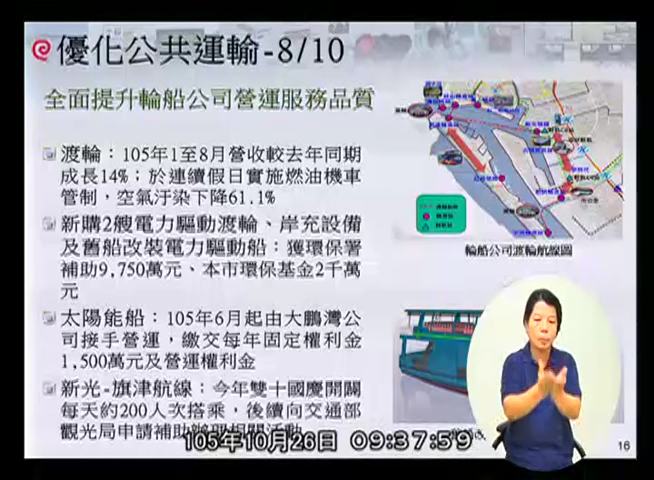 優化公共運輸-8/10
全面提升輪船公司營運服務品質
渡輪：105年1至8月營收較去年同期
成長14%；於連續假日實施燃油機車
管制，空氣汙染下降61.1%
新購2艘電力驅動渡輪、岸充設備
及舊船改裝電力驅動船：獲環保署
補助9,750萬元、本市環保基金2千萬
元
太陽能船：105年6月起由大鵬灣公
司接手營運，繳交每年固定權利金
1,500萬元及營運權利金
新光-旗津航線：今年雙十國慶開闢
每天約200人次搭乘，後續向交通部
觀光局申請補助辦理相關活動
輪船公司渡輪航線圖
105年10月26日 09:37:59
16